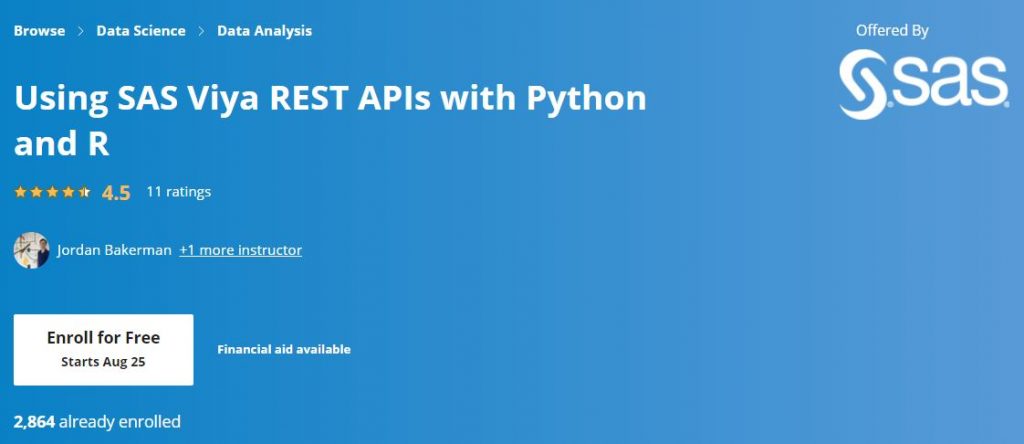 Browse > Data Science > Data Analysis
Offered By
sas
Using SAS Viya REST APIs with Python
and R
4.5 11 ratings
Jordan Bakerman +1 more instructor
Enroll for Free
Starts Aug 25
Financial aid available
2,864 already enrolled